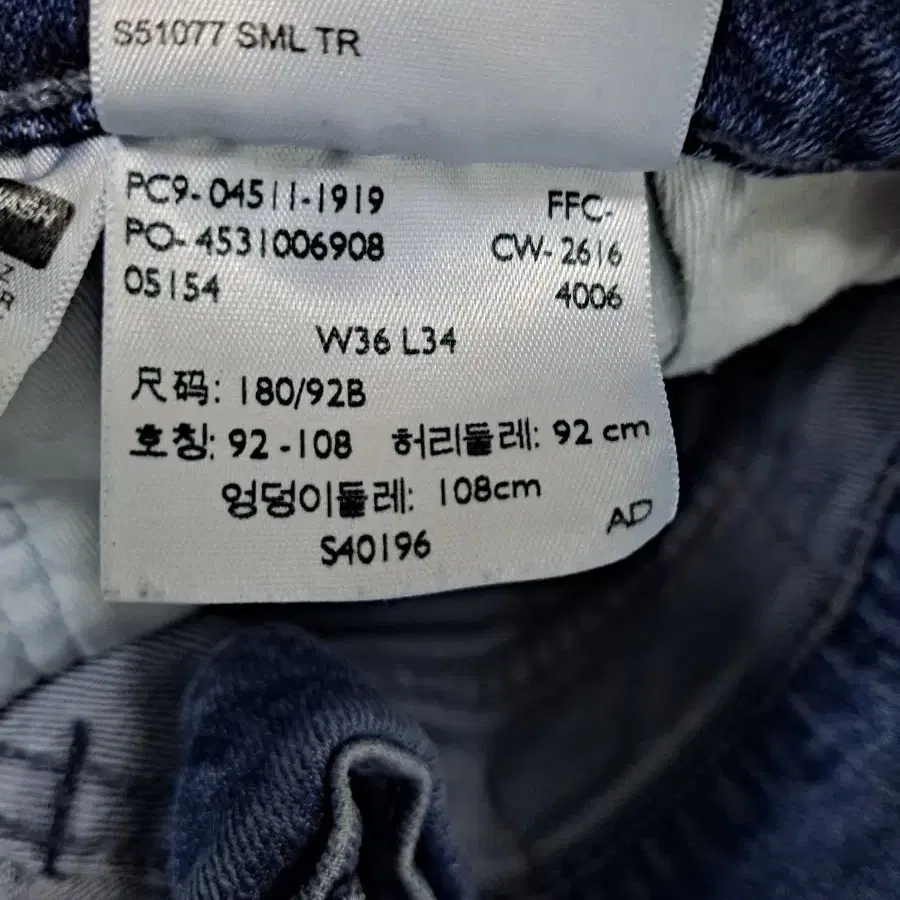 S51077 SML TR
PC9-04511-1919 FFC-
PO-4531006908 CW-2616
05154 4006
W36 L34
尺码: 180/92B
호칭: 92 -108 허리둘레: 92 cm
엉덩이둘레: 108cm
AD
S40196